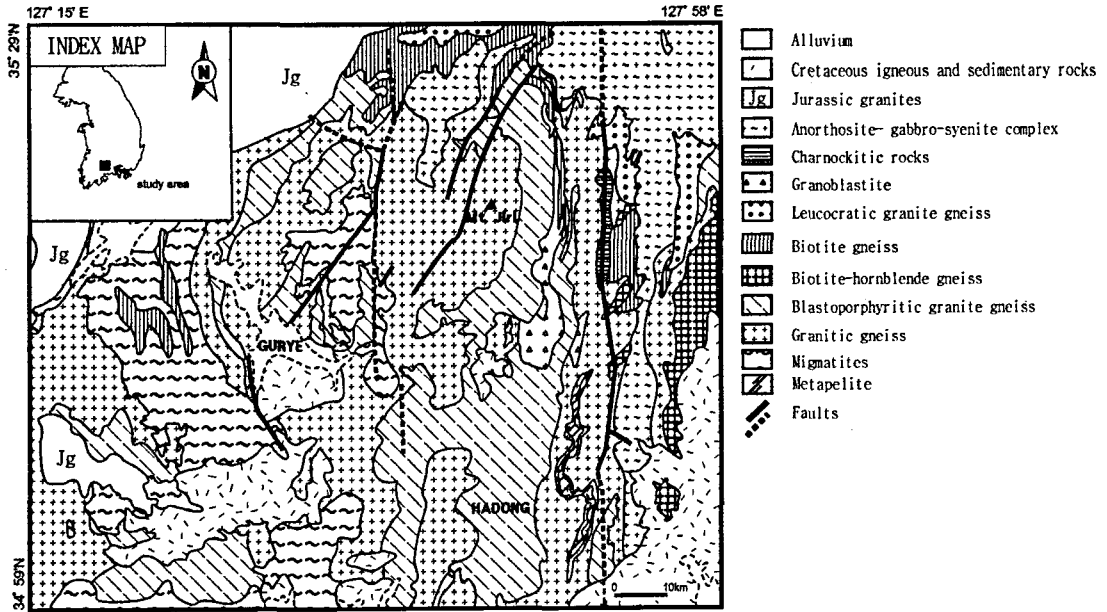 127° 15' E
127° 58' E
35° 29'N
34° 59'N
INDEX MAP
N
study area
Jg
Jg
Jg
GURYE
HADONG
0 10km
Alluvium
Cretaceous igneous and sedimentary rocks
Jg Jurassic granites
Anorthosite- gabbro-syenite complex
Charnockitic rocks
Granoblastite
Leucocratic granite gneiss
Biotite gneiss
Biotite-hornblende gneiss
Blastoporphyritic granite gneiss
Granitic gneiss
Migmatites
Metapelite
Faults